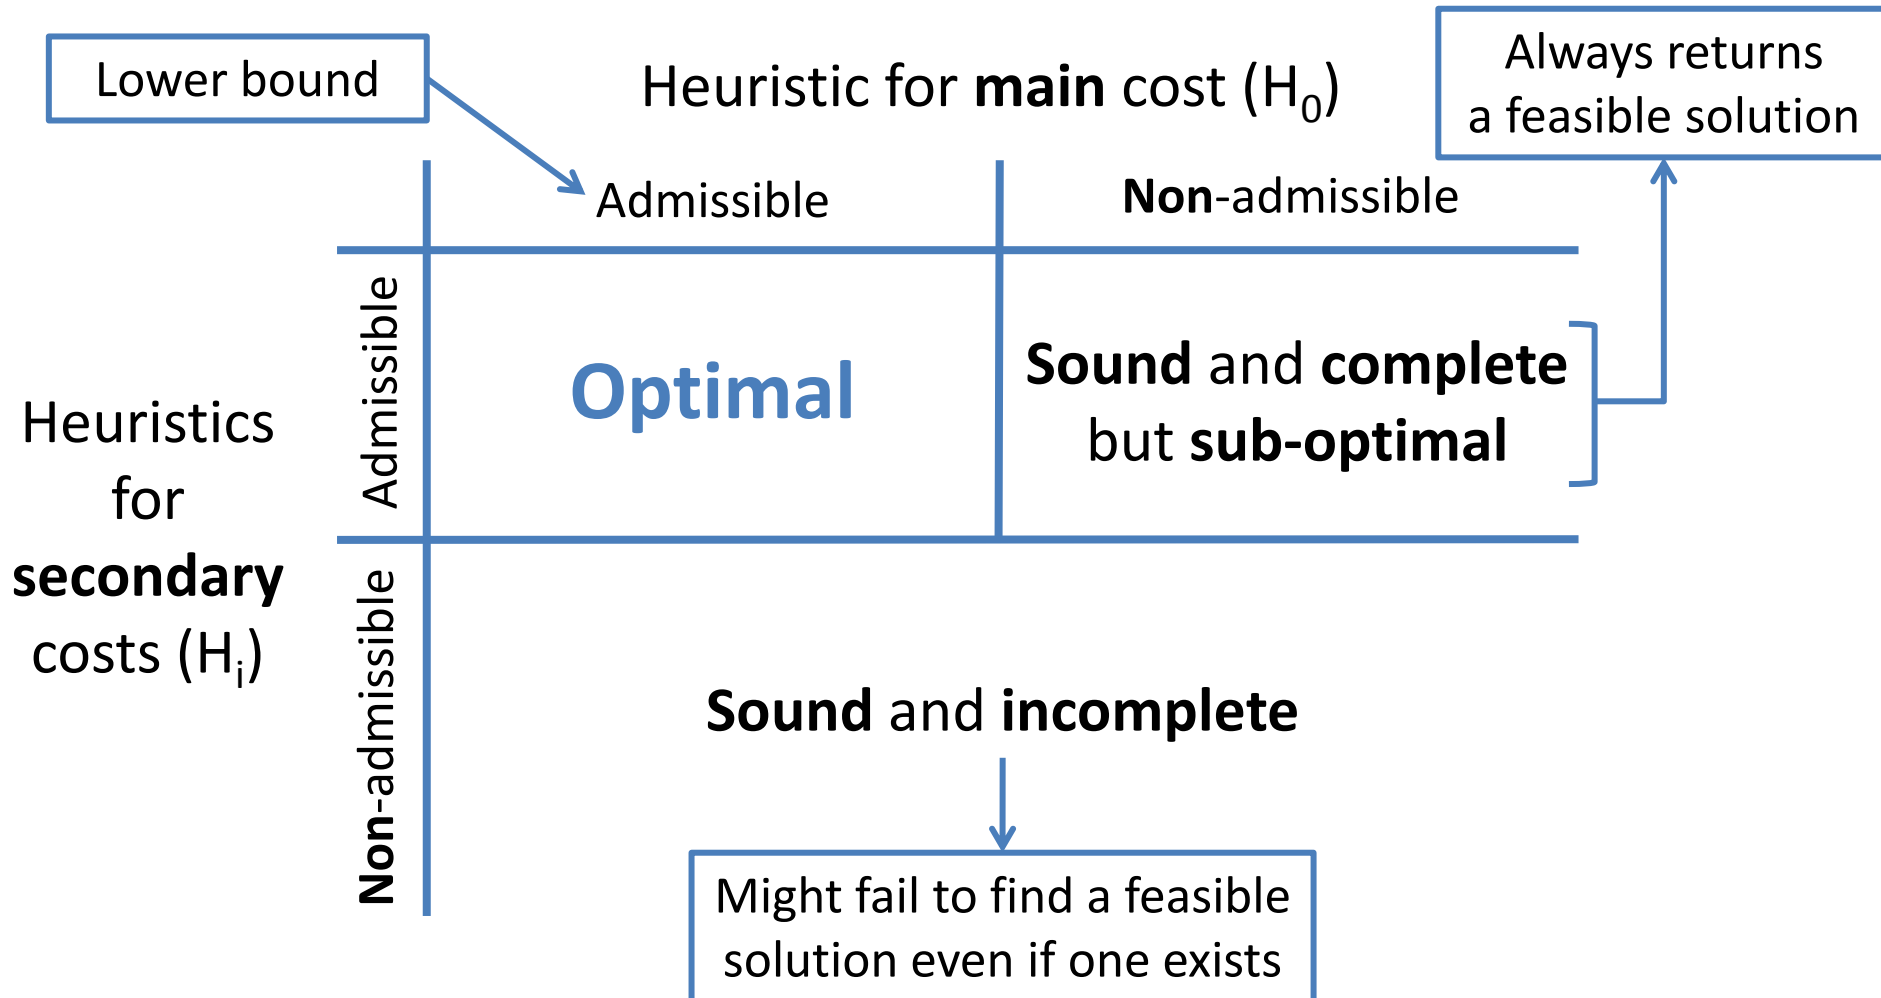 Lower bound
Heuristic for main cost (H₀)
Always returns
a feasible solution
Admissible
Non-admissible
Heuristics
for
secondary
costs (Hᵢ)
Admissible
Optimal
Sound and complete
but sub-optimal
Non-admissible
Sound and incomplete
Might fail to find a feasible
solution even if one exists